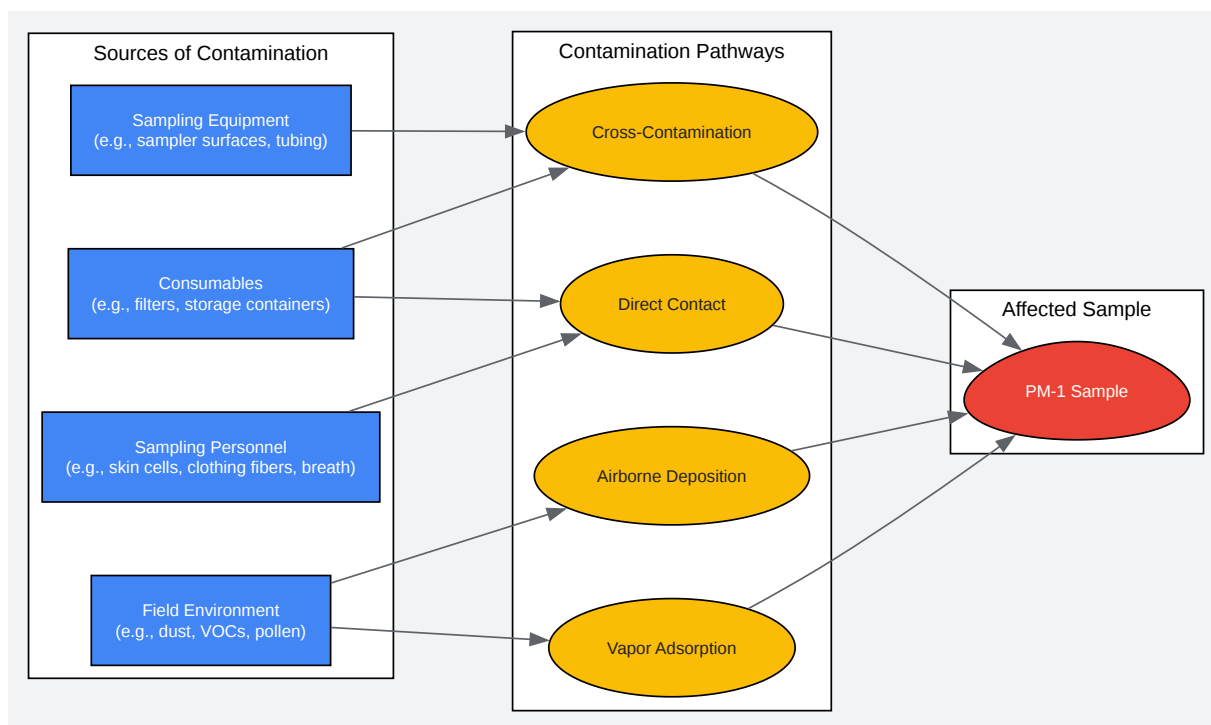 Sources of Contamination
Sampling Equipment
(e.g., sampler surfaces, tubing)
Consumables
(e.g., filters, storage containers)
Sampling Personnel
(e.g., skin cells, clothing fibers, breath)
Field Environment
(e.g., dust, VOCs, pollen)
Contamination Pathways
Cross-Contamination
Direct Contact
Airborne Deposition
Vapor Adsorption
Affected Sample
PM-1 Sample